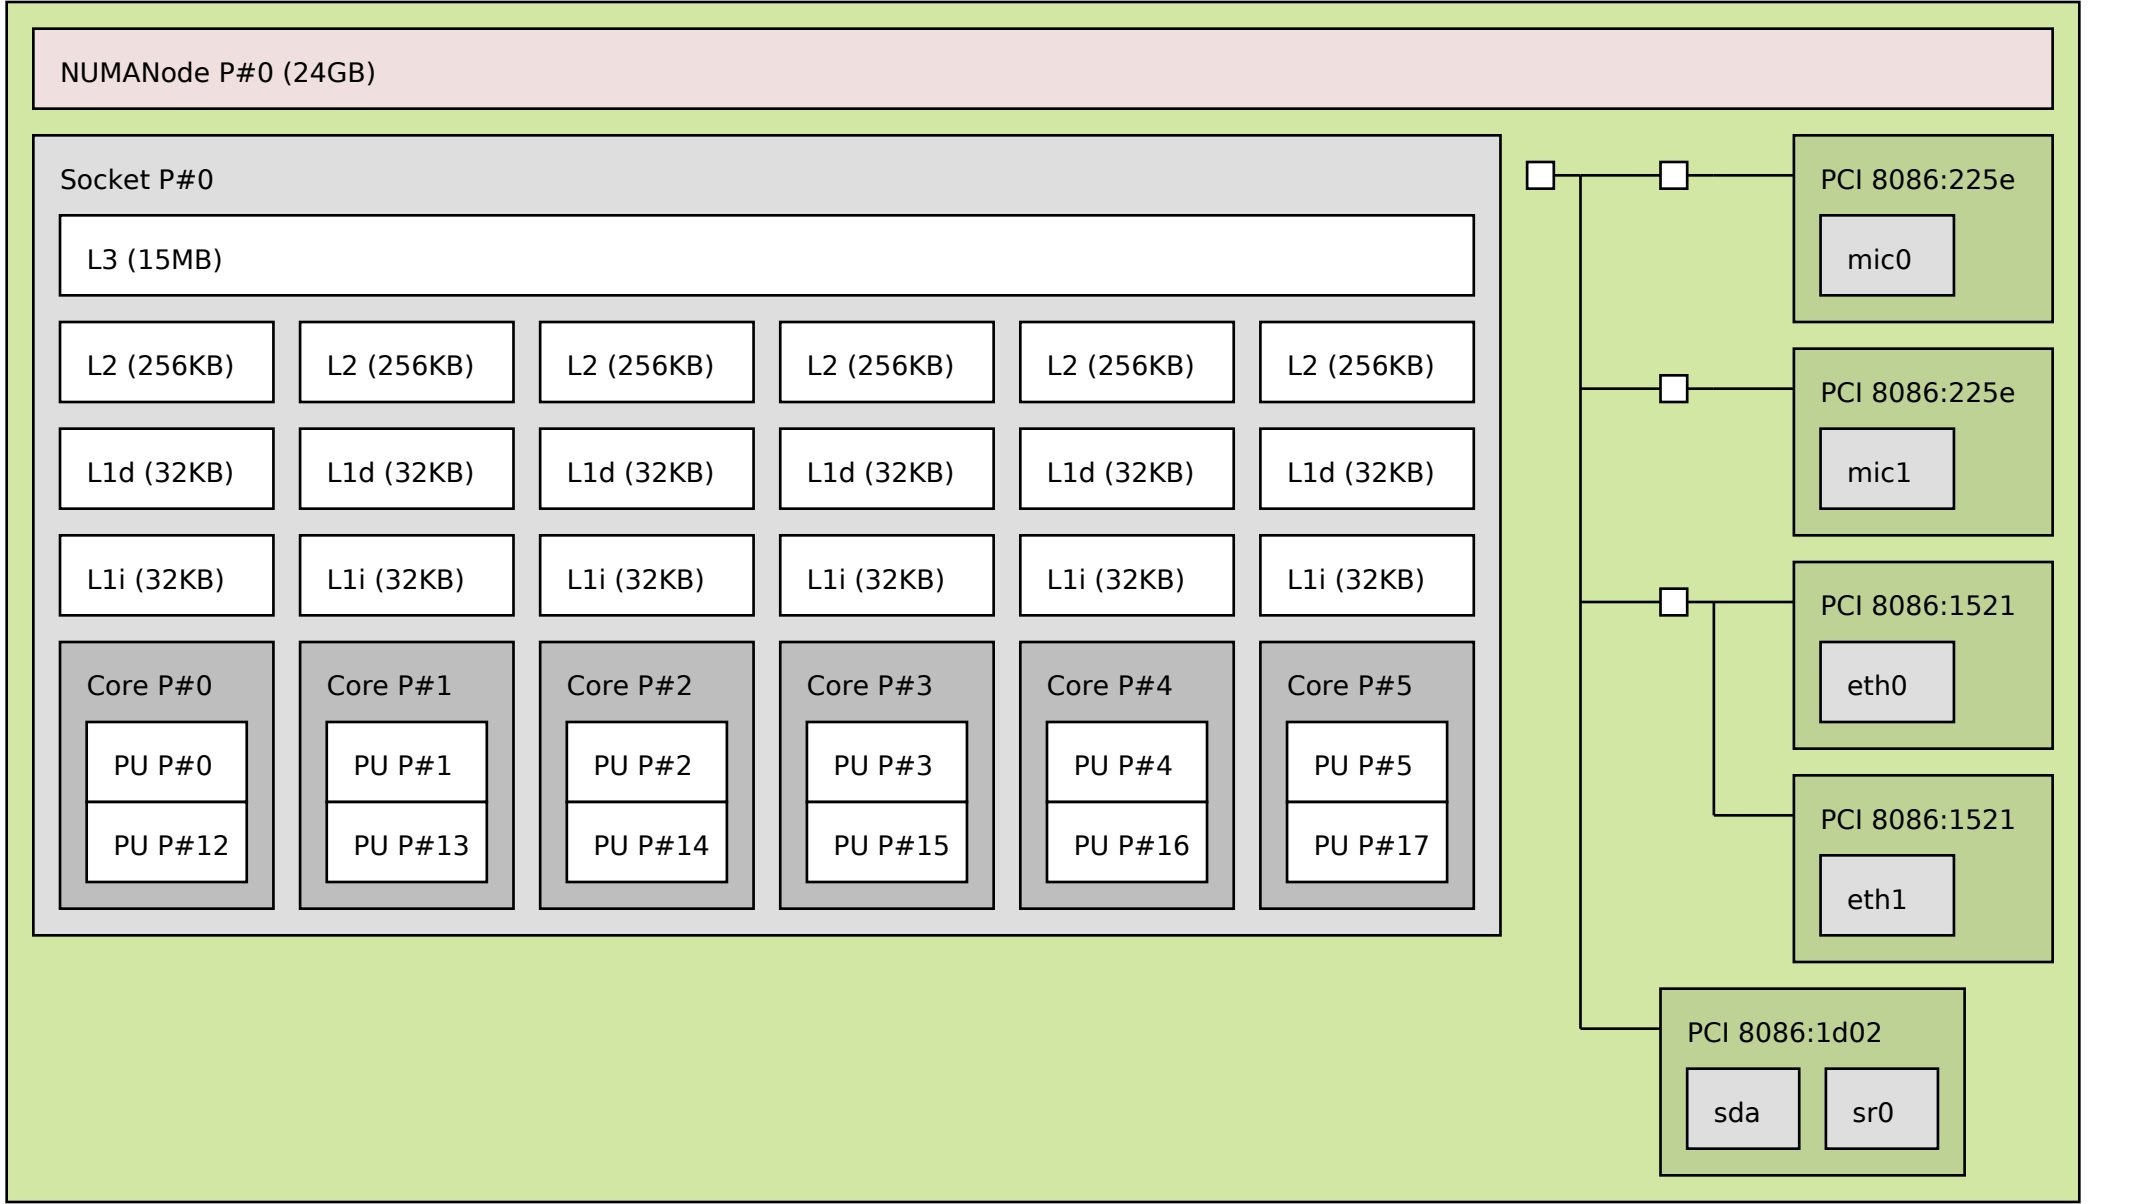 NUMANode P#0 (24GB)
Socket P#0
L3 (15MB)
L2 (256KB) L2 (256KB) L2 (256KB) L2 (256KB) L2 (256KB) L2 (256KB)
L1d (32KB) L1d (32KB) L1d (32KB) L1d (32KB) L1d (32KB) L1d (32KB)
L1i (32KB) L1i (32KB) L1i (32KB) L1i (32KB) L1i (32KB) L1i (32KB)
Core P#0 Core P#1 Core P#2 Core P#3 Core P#4 Core P#5
PU P#0 PU P#1 PU P#2 PU P#3 PU P#4 PU P#5
PU P#12 PU P#13 PU P#14 PU P#15 PU P#16 PU P#17
PCI 8086:225e
mic0
PCI 8086:225e
mic1
PCI 8086:1521
eth0
PCI 8086:1521
eth1
PCI 8086:1d02
sda sr0